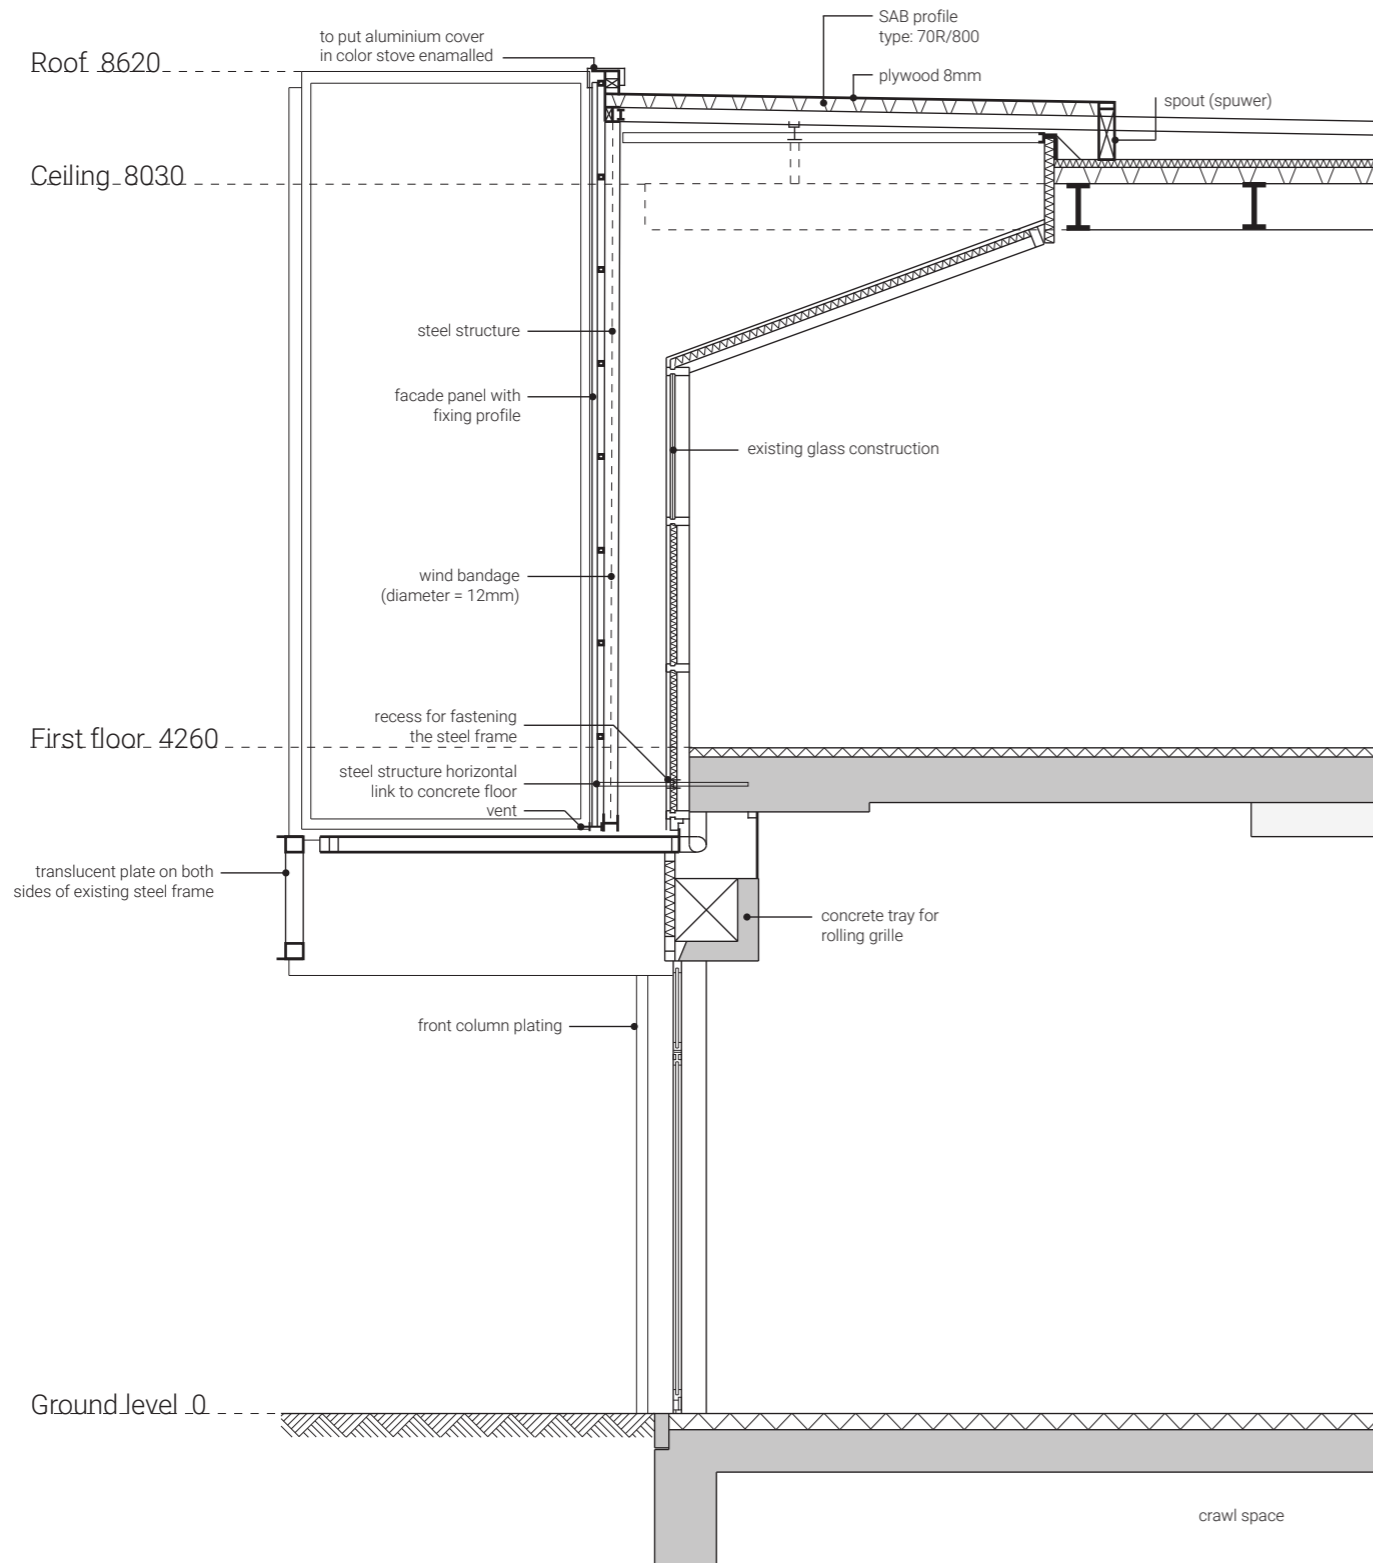 to put aluminium cover
in color stove enamalled
SAB profile
type: 70R/800
Roof 8620
plywood 8mm
spout (spuwer)
Ceiling 8030
steel structure
facade panel with
fixing profile
existing glass construction
wind bandage
(diameter = 12mm)
recess for fastening
the steel frame
First floor 4260
steel structure horizontal
link to concrete floor
vent
translucent plate on both
sides of existing steel frame
concrete tray for
rolling grille
front column plating
Ground level 0
crawl space